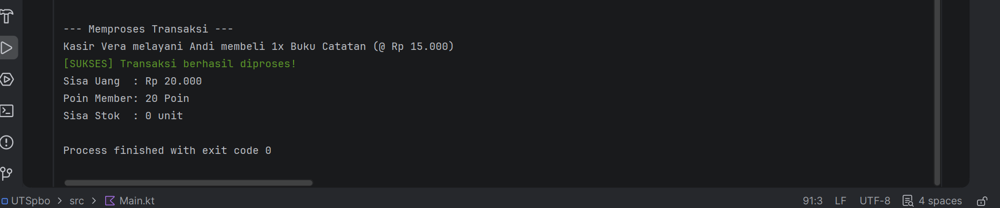 --- Memproses Transaksi ---
Kasir Vera melayani Andi membeli 1x Buku Catatan (@ Rp 15.000)
[SUKSES] Transaksi berhasil diproses!
Sisa Uang  : Rp 20.000
Poin Member: 20 Poin
Sisa Stok  : 0 unit
Process finished with exit code 0
UTSpbo > src > Main.kt 91:3 LF UTF-8 4 spaces